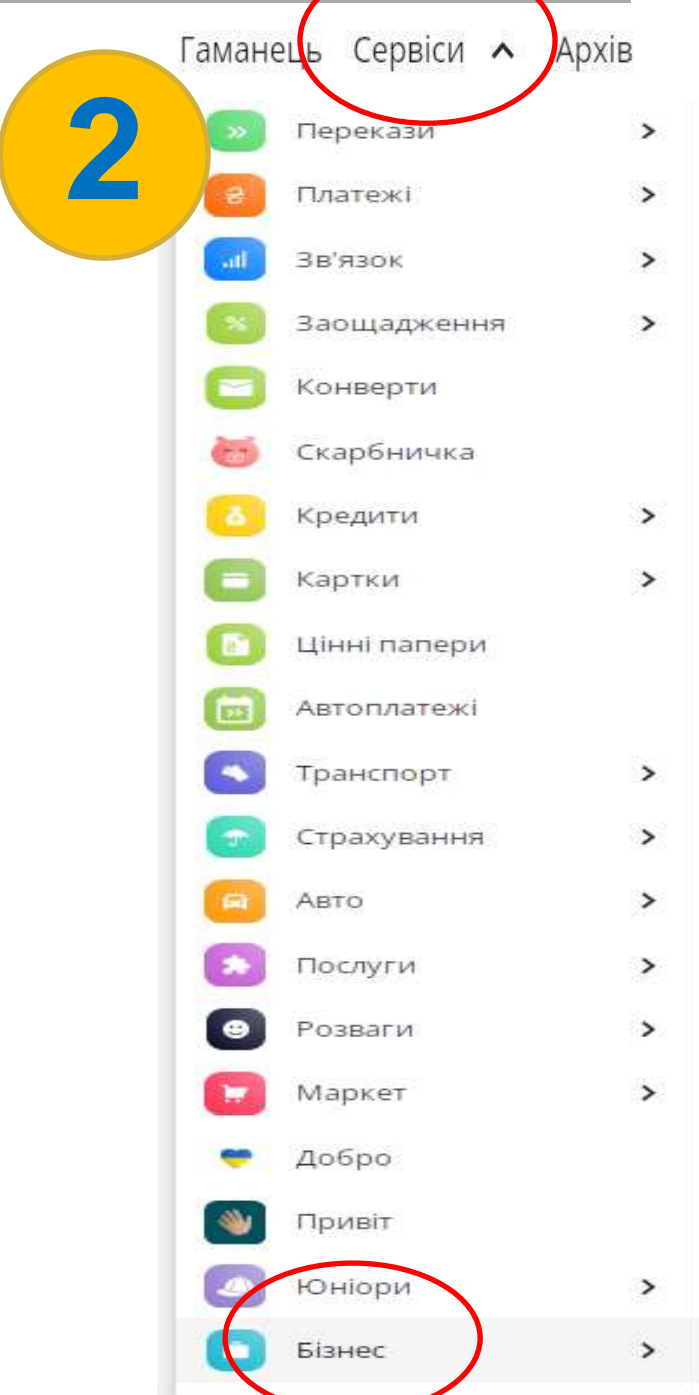 Гаманець Сервіси Архів
2
Перекази
Платежі
Зв'язок
Заощадження
Конверти
Скарбничка
Кредити
Картки
Цінні папери
Автоплатежі
Транспорт
Страхування
Авто
Послуги
Розваги
Маркет
Добро
Привіт
Юніори
Бізнес